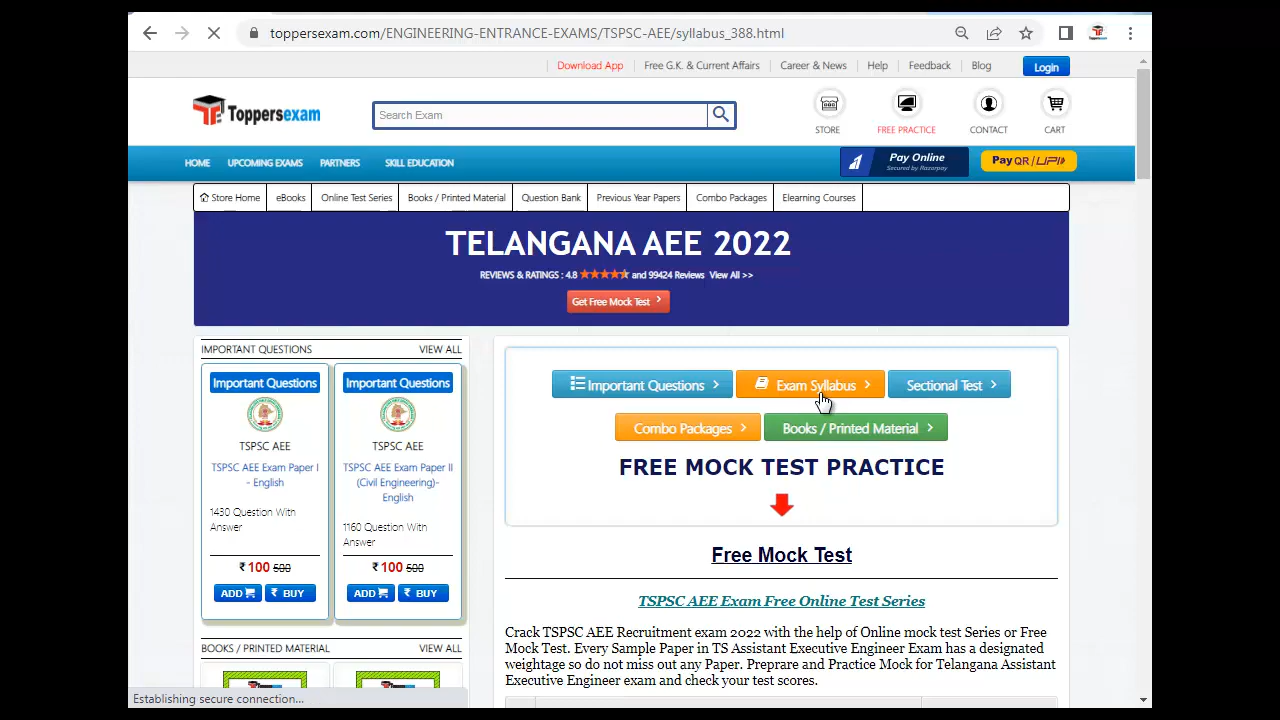 toppersexam.com/ENGINEERING-ENTRANCE-EXAMS/TSPSC-AEE/syllabus_388.html
Download App Free G.K. & Current Affairs Career & News Help Feedback Blog Login
Toppersexam
Search Exam
STORE FREE PRACTICE CONTACT CART
HOME UPCOMING EXAMS PARTNERS SKILL EDUCATION
Pay Online
Secured by Razorpay
Pay QR / UPI
Store Home eBooks Online Test Series Books / Printed Material Question Bank Previous Year Papers Combo Packages Elearning Courses
TELANGANA AEE 2022
REVIEWS & RATINGS : 4.8 and 99424 Reviews View All >>
Get Free Mock Test
IMPORTANT QUESTIONS VIEW ALL
Important Questions
TSPSC AEE
TSPSC AEE Exam Paper I
- English
1430 Question With
Answer
₹ 100 500
ADD ₹ BUY
Important Questions
TSPSC AEE
TSPSC AEE Exam Paper II
(Civil Engineering)-
English
1160 Question With
Answer
₹ 100 500
ADD ₹ BUY
BOOKS / PRINTED MATERIAL VIEW ALL
Important Questions Exam Syllabus Sectional Test
Combo Packages Books / Printed Material
FREE MOCK TEST PRACTICE
Free Mock Test
TSPSC AEE Exam Free Online Test Series
Crack TSPSC AEE Recruitment exam 2022 with the help of Online mock test Series or Free
Mock Test. Every Sample Paper in TS Assistant Executive Engineer Exam has a designated
weightage so do not miss out any Paper. Preprare and Practice Mock for Telangana Assistant
Executive Engineer exam and check your test scores.
Establishing secure connection...